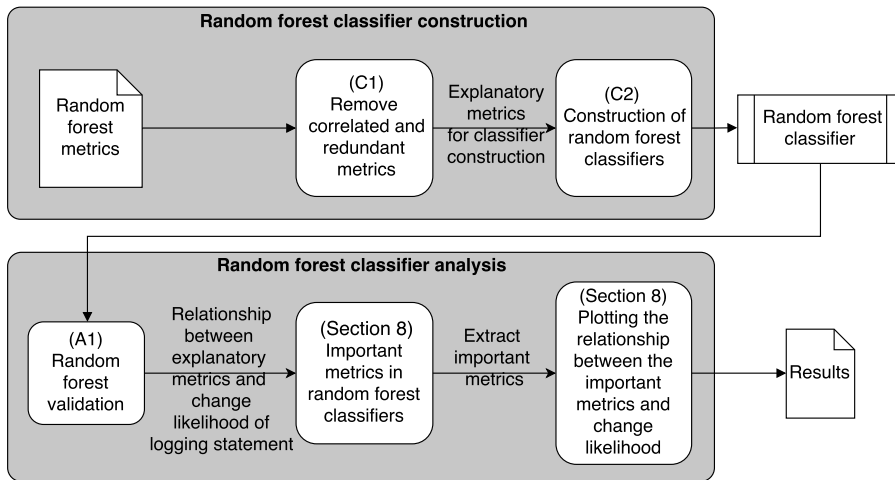 Random forest classifier construction
Random
forest
metrics
(C1)
Remove
correlated and
redundant
metrics
Explanatory
metrics
for classifier
construction
(C2)
Construction of
random forest
classifiers
Random forest
classifier
Random forest classifier analysis
(A1)
Random
forest
validation
Relationship
between
explanatory
metrics and
change
likelihood of
logging statement
(Section 8)
Important
metrics in
random forest
classifiers
Extract
important
metrics
(Section 8)
Plotting the
relationship
between the
important
metrics and
change
likelihood
Results